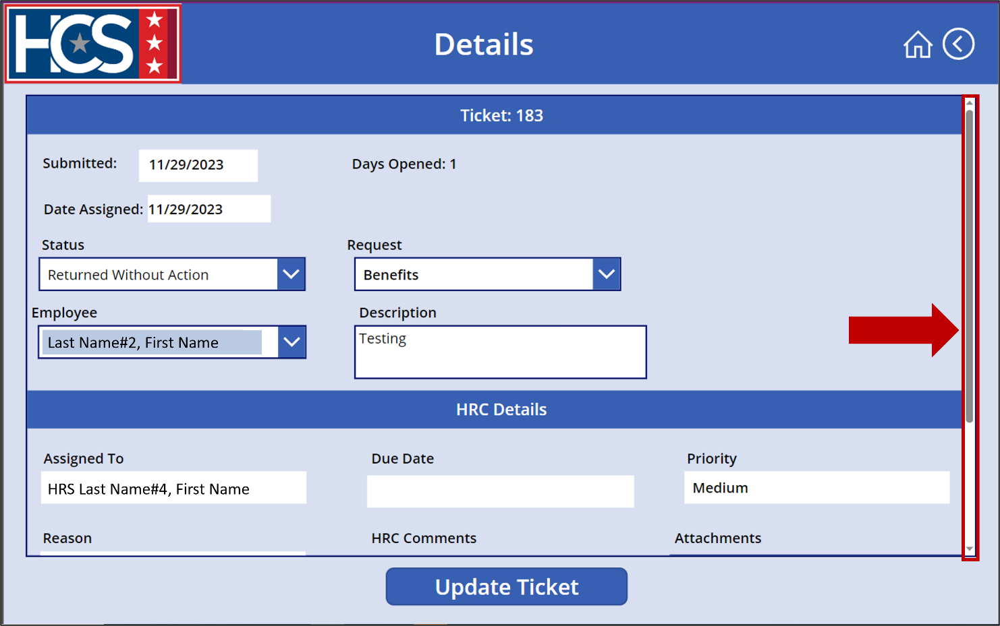 HCS
Details
Ticket: 183
Submitted: 11/29/2023 Days Opened: 1
Date Assigned: 11/29/2023
Status Request
Returned Without Action Benefits
Employee Description
Last Name#2, First Name Testing
HRC Details
Assigned To Due Date Priority
HRS Last Name#4, First Name Medium
Reason HRC Comments Attachments
Update Ticket